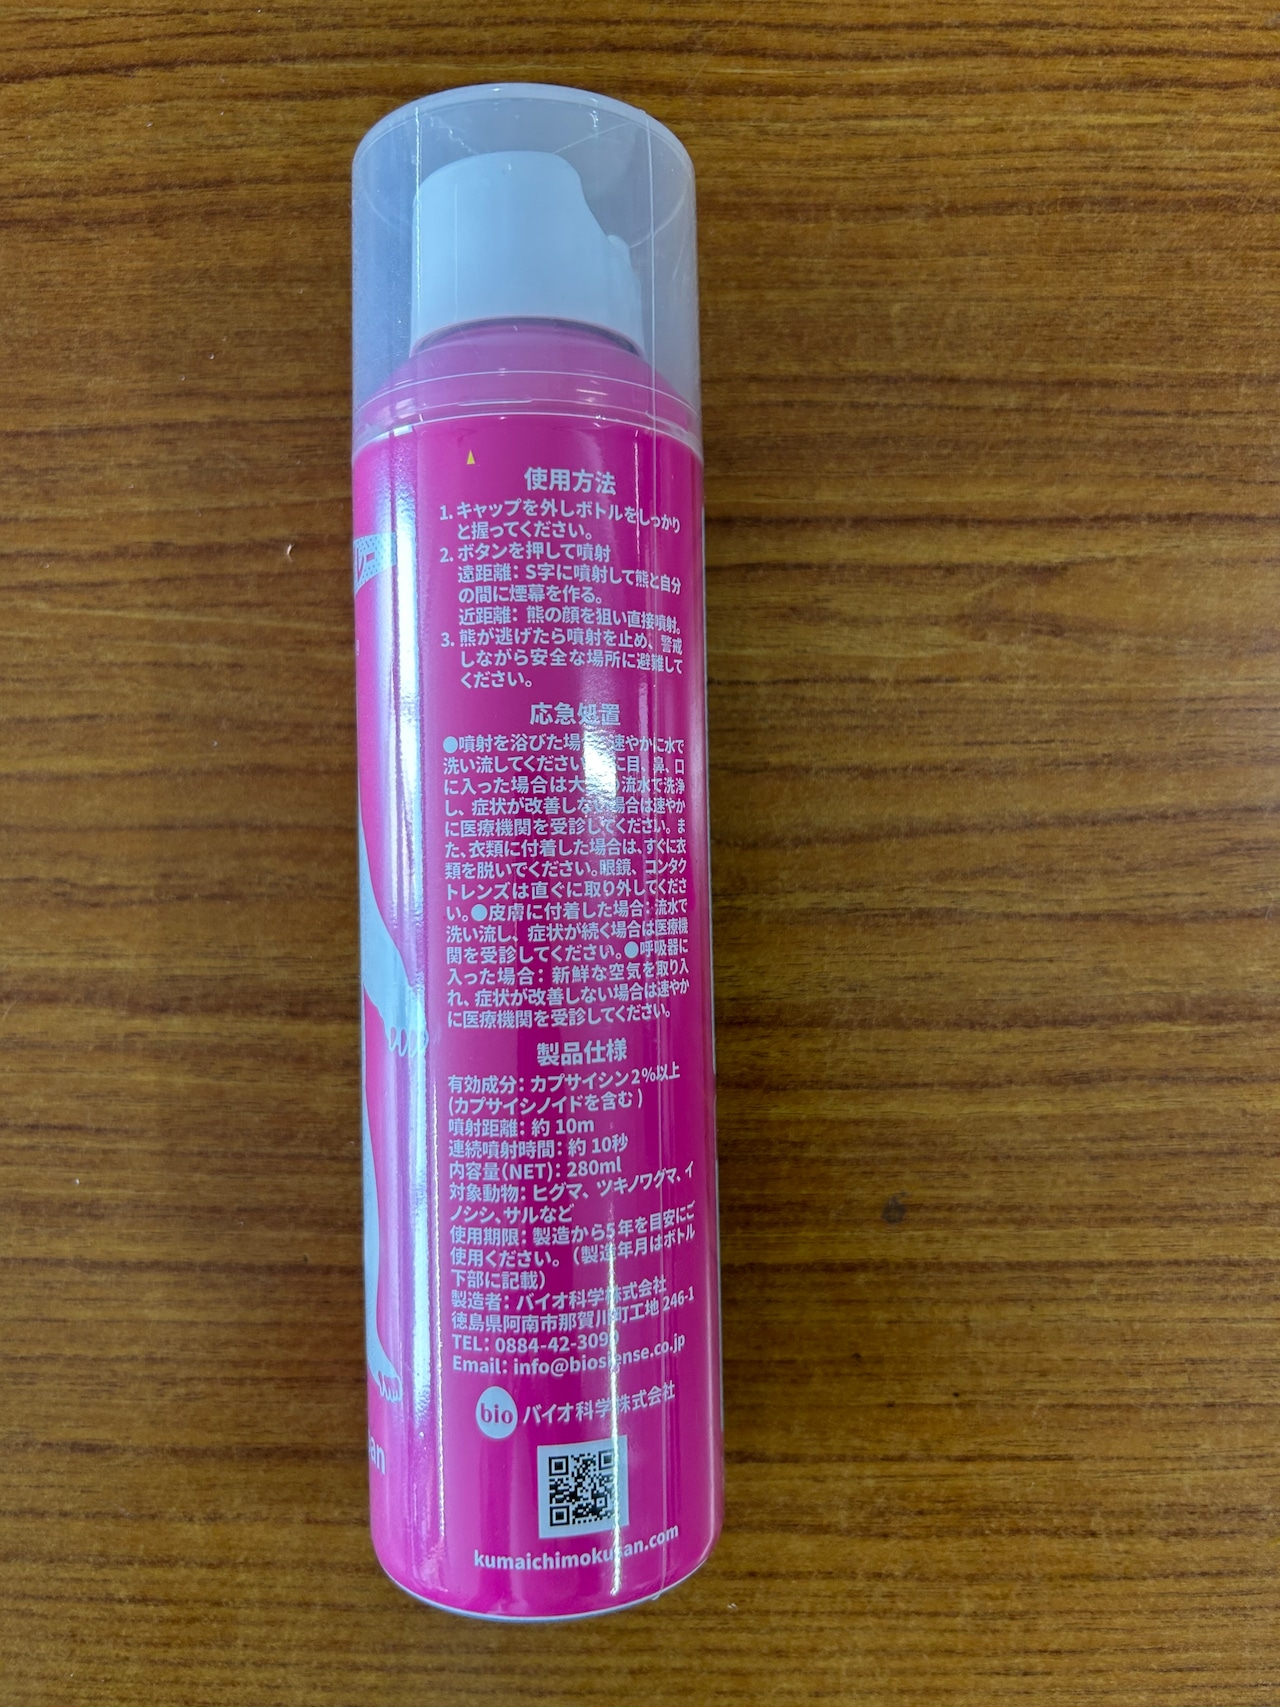 使用方法
1. キャップを外しボトルをしっかり
と握ってください。
2. ボタンを押して噴射
遠距離：S字に噴射して熊と自分
の間に煙幕を作る。
近距離：熊の顔を狙い直接噴射。
3. 熊が逃げたら噴射を止め、警戒
しながら安全な場所に避難して
ください。
応急処置
●噴射を浴びた場 速やかに水で
洗い流してください に目、鼻、口
に入った場合は大 の流水で洗浄
し、症状が改善しない場合は速やか
に医療機関を受診してください。ま
た、衣類に付着した場合は、すぐに衣
類を脱いでください。眼鏡、コンタク
トレンズは直ぐに取り外してくださ
い。●皮膚に付着した場合：流水で
洗い流し、症状が続く場合は医療機
関を受診してください。●呼吸器に
入った場合：新鮮な空気を取り入
れ、症状が改善しない場合は速やか
に医療機関を受診してください。
製品仕様
有効成分：カプサイシン2%以上
(カプサイシノイドを含む)
噴射距離：約 10m
連続噴射時間：約 10秒
内容量(NET)：280ml
対象動物：ヒグマ、ツキノワグマ、イ
ノシシ、サルなど
使用期限：製造から5年を目安にご
使用ください。（製造年月はボトル
下部に記載）
製造者：バイオ科学株式会社
徳島県阿南市那賀川町工地 246-1
TEL：0884-42-3099
Email：info@biosiense.co.jp
bio バイオ科学株式会社
kumaichimokusan.com